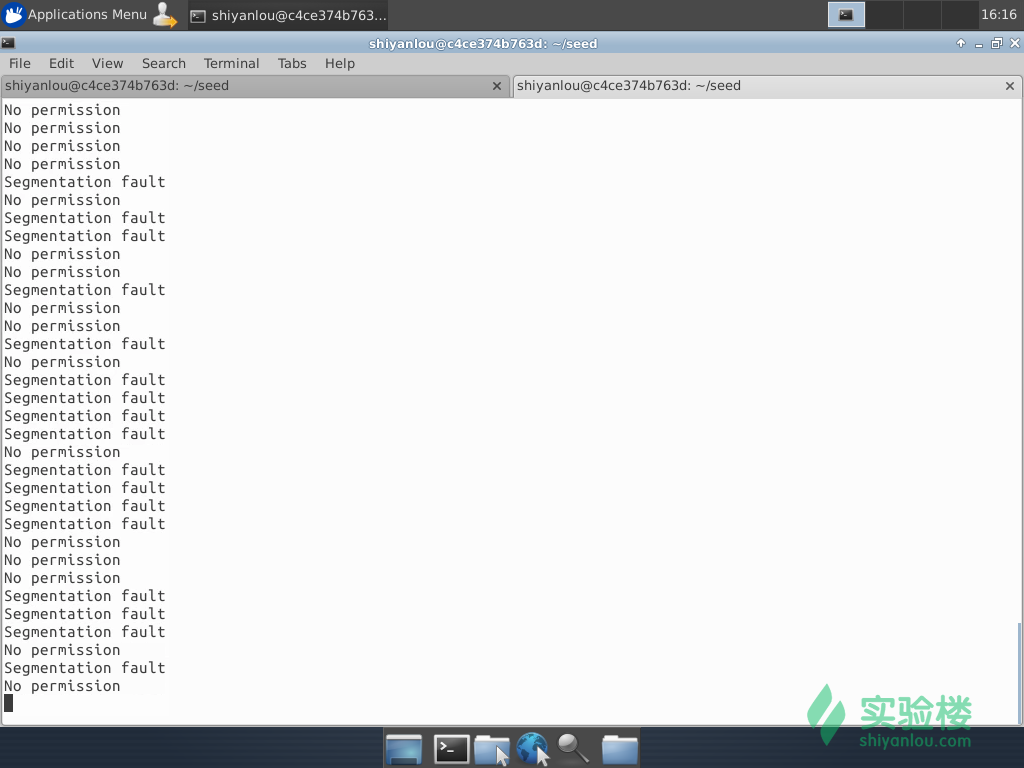 Applications Menu
shiyanlou@c4ce374b763...
16:16
shiyanlou@c4ce374b763d: ~/seed
File Edit View Search Terminal Tabs Help
shiyanlou@c4ce374b763d: ~/seed
shiyanlou@c4ce374b763d: ~/seed
No permission
No permission
No permission
No permission
Segmentation fault
No permission
Segmentation fault
Segmentation fault
No permission
No permission
Segmentation fault
No permission
No permission
Segmentation fault
No permission
Segmentation fault
Segmentation fault
Segmentation fault
Segmentation fault
No permission
Segmentation fault
Segmentation fault
Segmentation fault
Segmentation fault
No permission
No permission
No permission
Segmentation fault
Segmentation fault
Segmentation fault
No permission
Segmentation fault
No permission
实验楼
shiyanlou.com